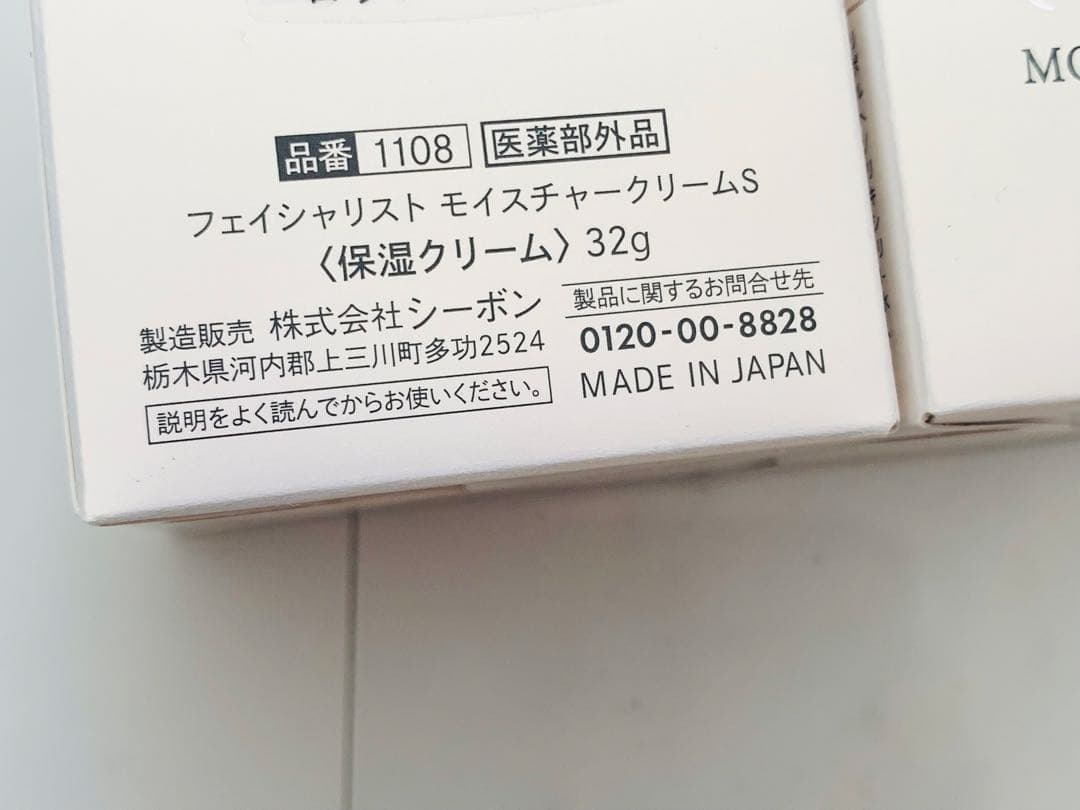 品番 1108 医薬部外品
フェイシャリスト モイスチャークリームS
〈保湿クリーム〉32g
製造販売 株式会社シーボン
栃木県河内郡上三川町多功2524
説明をよく読んでからお使いください。
製品に関するお問合せ先
0120-00-8828
MADE IN JAPAN